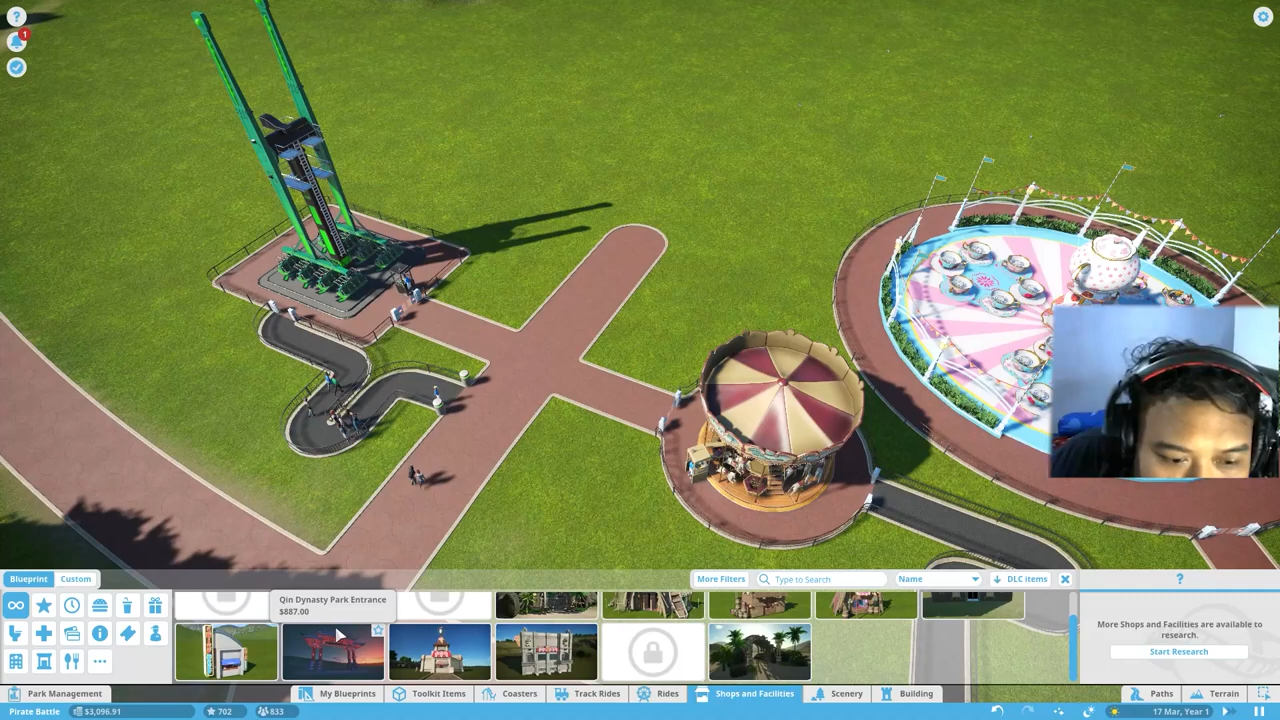 ?
1
Blueprint
Custom
More Filters
Type to Search
Name
DLC items
?
Qin Dynasty Park Entrance
$887.00
More Shops and Facilities are available to
research.
Start Research
Park Management
My Blueprints
Toolkit Items
Coasters
Track Rides
Rides
Shops and Facilities
Scenery
Building
Paths
Terrain
Pirate Battle
$3,096.91
702
833
17 Mar, Year 1